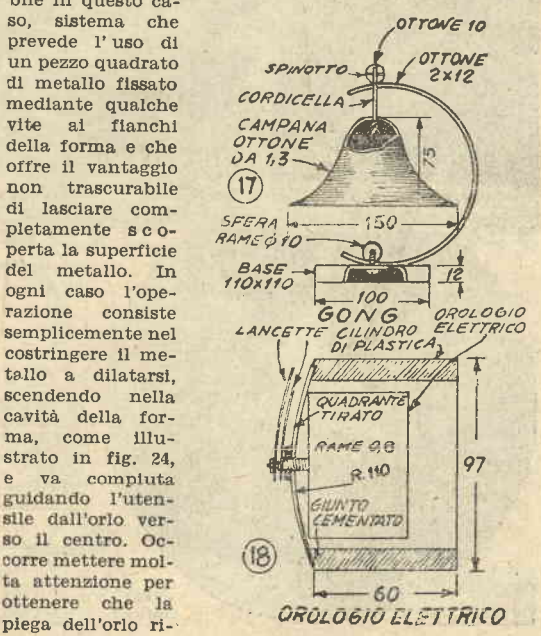 bile in questo ca-
so, sistema che
prevede l'uso di
un pezzo quadrato
di metallo fissato
mediante qualche
vite ai fianchi
della forma e che
offre il vantaggio
non trascurabile
di lasciare com-
pletamente sco-
perta la superficie
del metallo. In
ogni caso l'ope-
razione consiste
semplicemente nel
costringere il me-
tallo a dilatarsi,
scendendo nella
cavità della for-
ma, come illu-
strato in fig. 24,
e va compiuta
guidando l'uten-
sile dall'orlo ver-
so il centro. Oc-
corre mettere mol-
ta attenzione per
ottenere che la
piega dell'orlo ri-
OTTONE 10
SPINOTTO
OTTONE
2x12
CORDICELLA
CAMPANA
OTTONE
DA 1,3
75
17
150
SFERA
RAME φ 10
BASE
110x110
12
100
GONG
OROLOGIO
ELETTRICO
LANCETTE
CILINDRO
DI PLASTICA
QUADRANTE
TIRATO
RAME 0,8
R.110
97
GIUNTO
CEMENTATO
18
60
OROLOGIO ELETTRICO